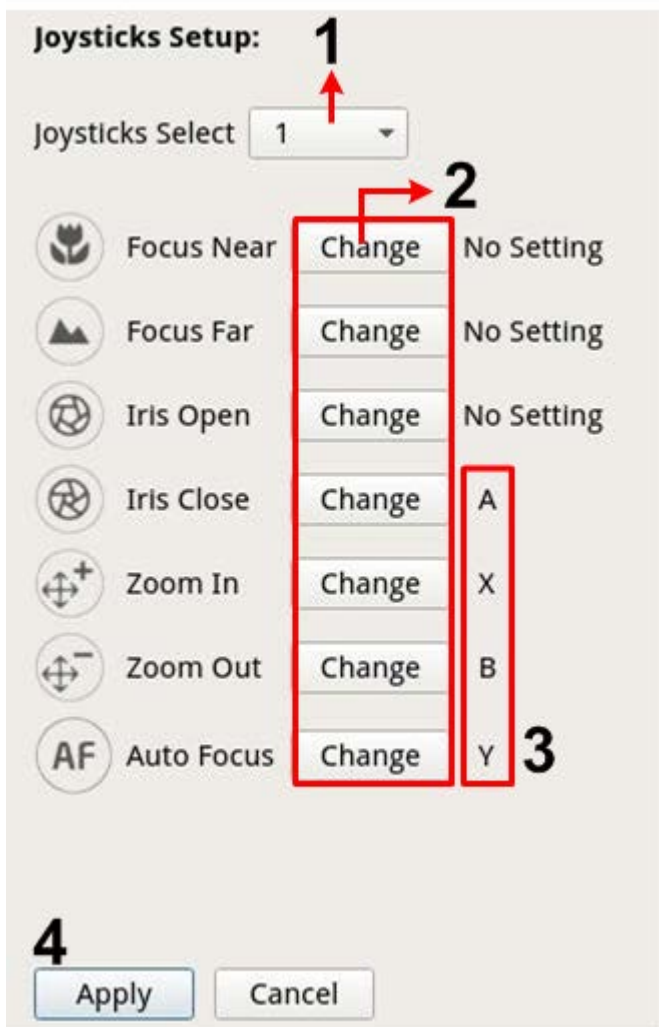 Joysticks Setup:
1
Joysticks Select 1
2
Focus Near Change No Setting
Focus Far Change No Setting
Iris Open Change No Setting
Iris Close Change A
Zoom In Change X
Zoom Out Change B
AF Auto Focus Change Y 3
4
Apply Cancel